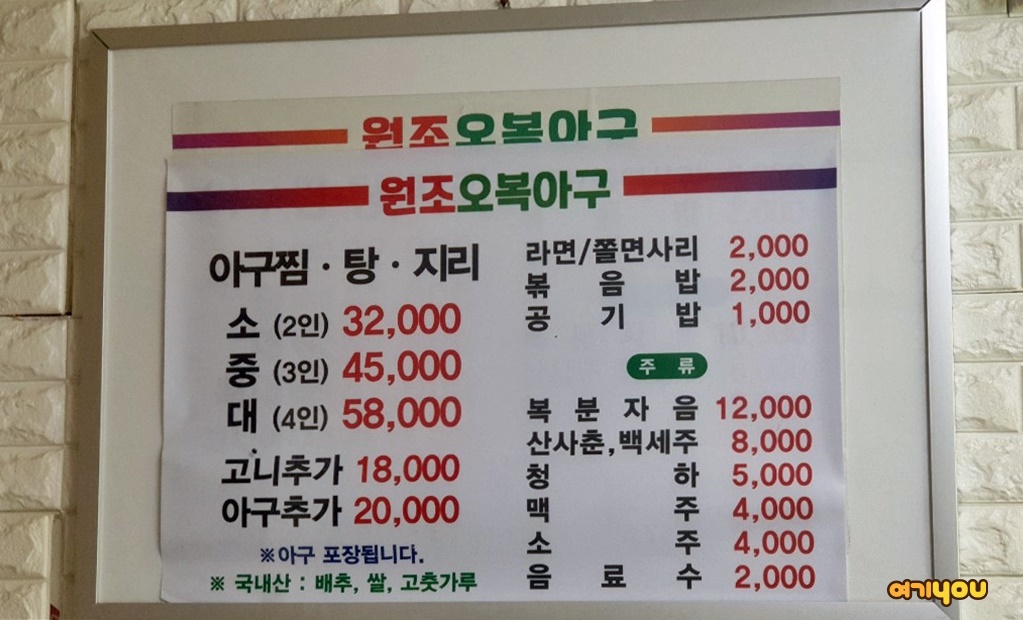 원조오복아구
원조오복아구
아구찜 · 탕 · 지리
소 (2인) 32,000
중 (3인) 45,000
대 (4인) 58,000
고니추가 18,000
아구추가 20,000
※아구 포장됩니다.
※ 국내산 : 배추, 쌀, 고춧가루
라면/쫄면사리 2,000
볶음밥 2,000
공기밥 1,000
주류
복분자음 12,000
산사춘,백세주 8,000
청하 5,000
맥주 4,000
소주 4,000
음료수 2,000
여기you